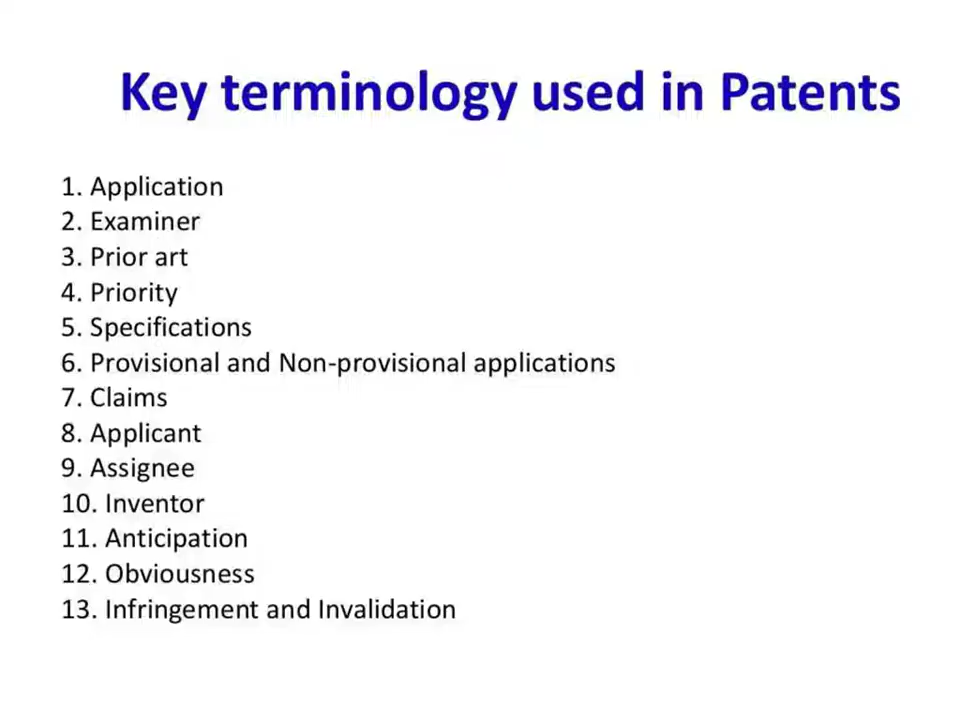 Key terminology used in Patents
1. Application
2. Examiner
3. Prior art
4. Priority
5. Specifications
6. Provisional and Non-provisional applications
7. Claims
8. Applicant
9. Assignee
10. Inventor
11. Anticipation
12. Obviousness
13. Infringement and Invalidation